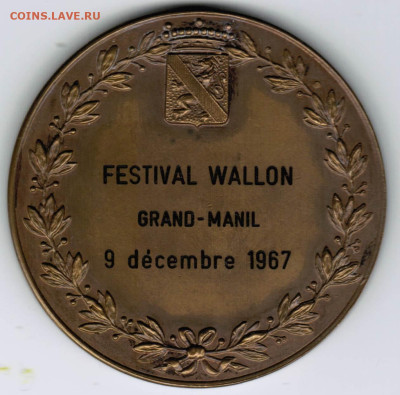 COINS.LAVE.RU
FESTIVAL WALLON
GRAND-MANIL
9 décembre 1967